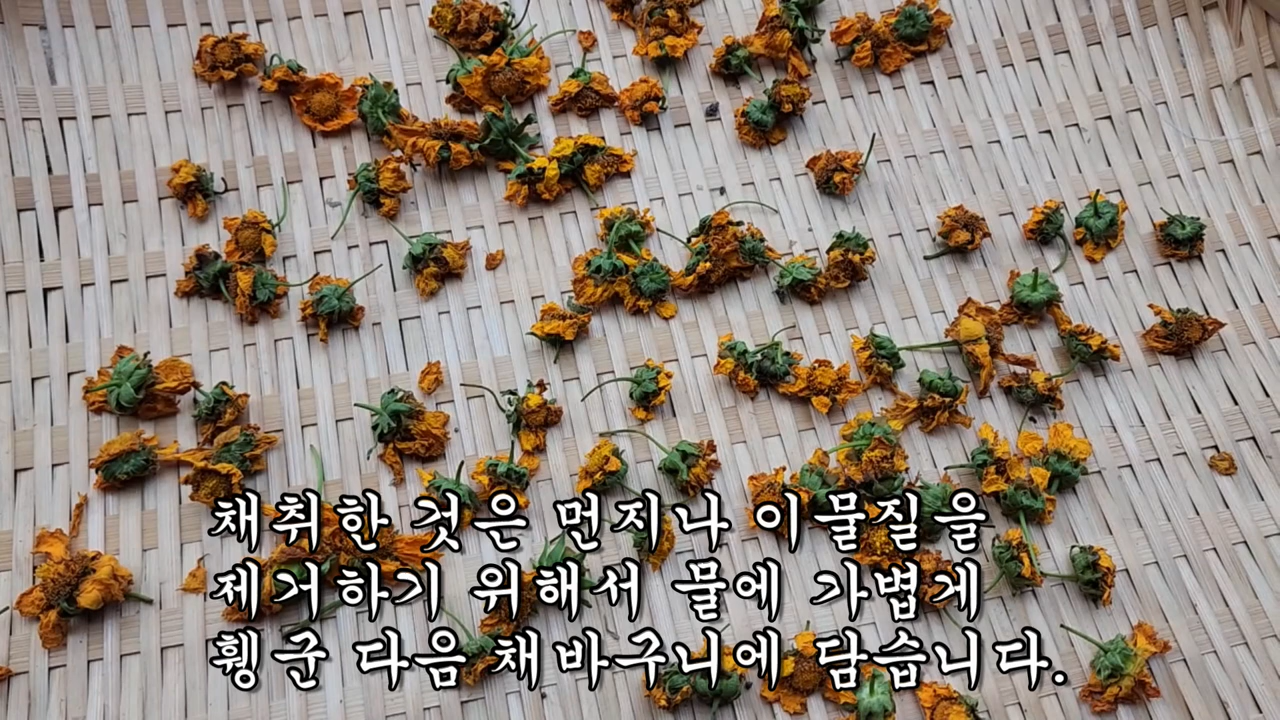 채취한 것은 먼지나 이물질을
제거하기 위해서 물에 가볍게
휑군 다음 채바구니에 담습니다.